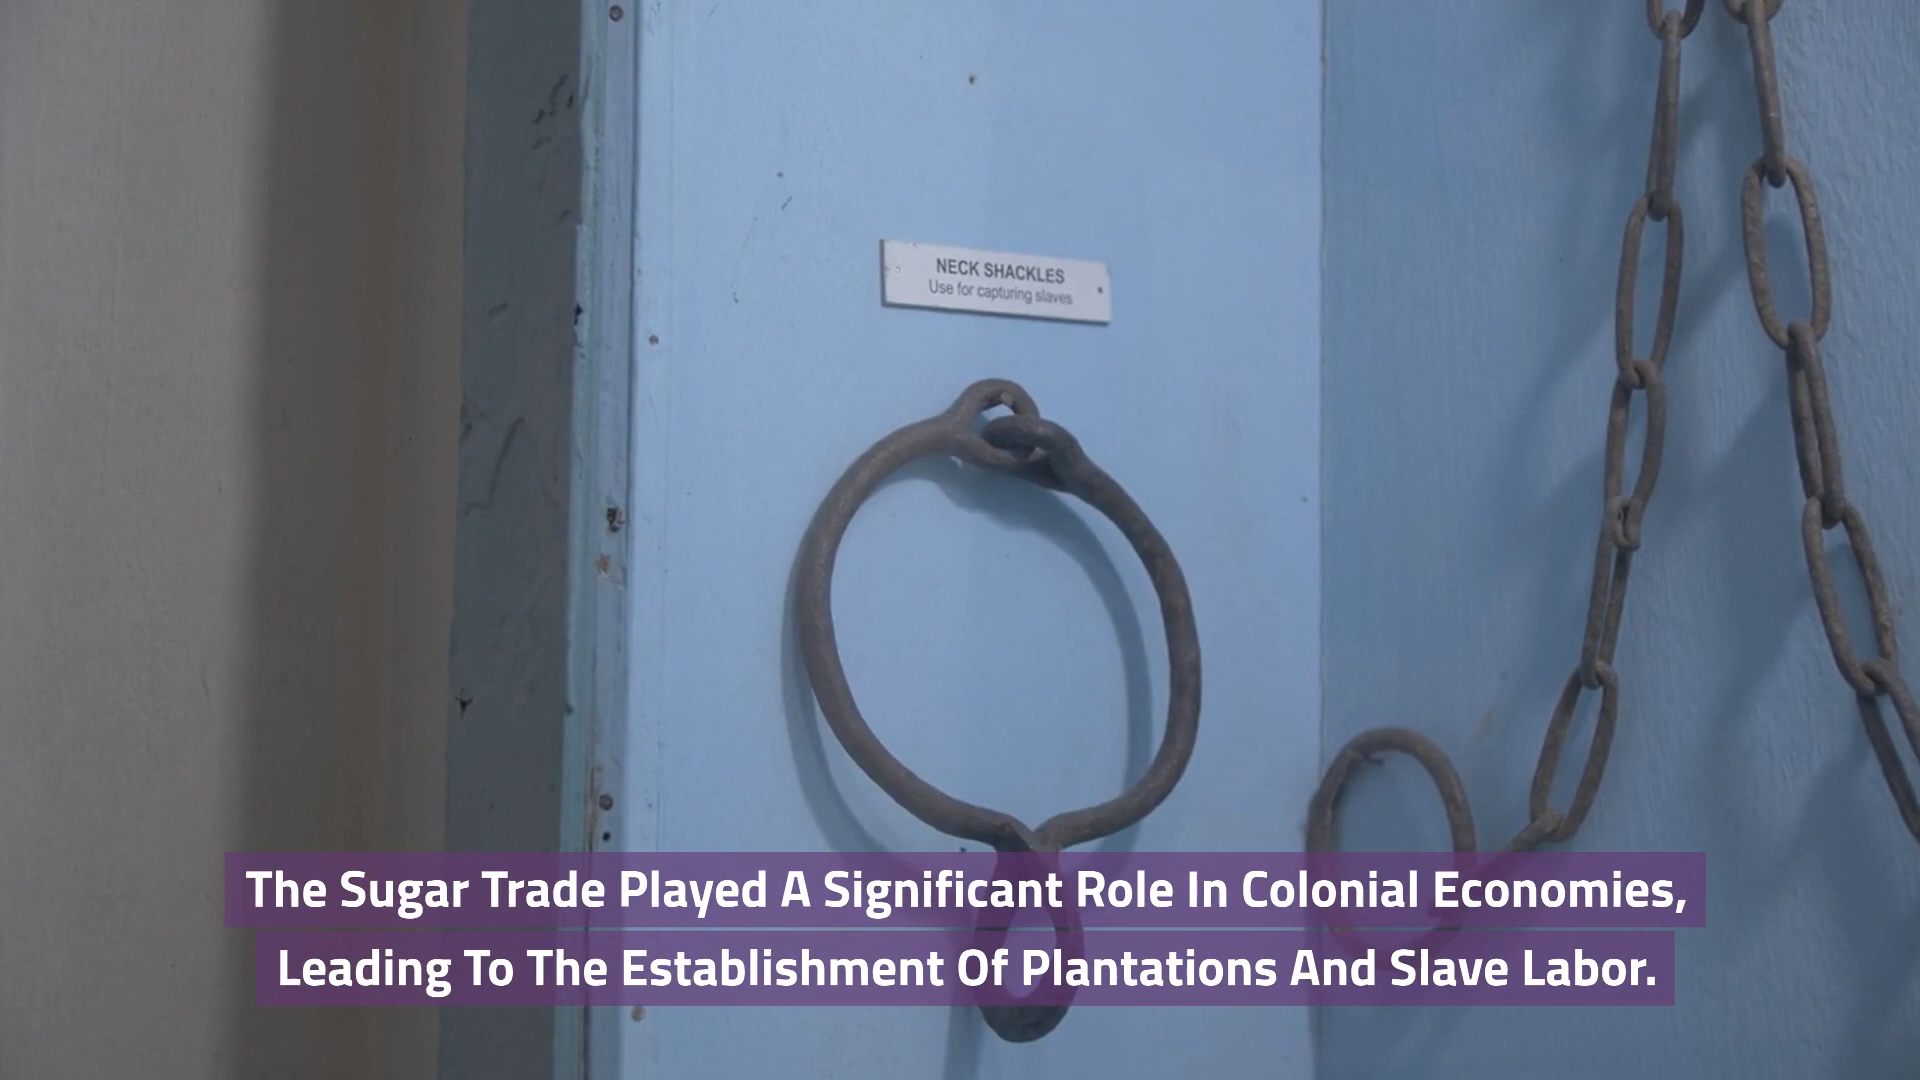 NECK SHACKLES
Use for capturing slaves
The Sugar Trade Played A Significant Role In Colonial Economies,
Leading To The Establishment Of Plantations And Slave Labor.